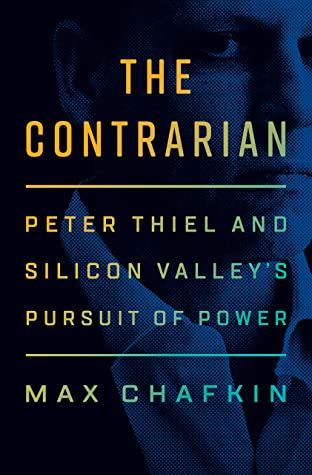 THE
CONTRARIAN
PETER THIEL AND
SILICON VALLEY'S
PURSUIT OF POWER
MAX CHAFKIN